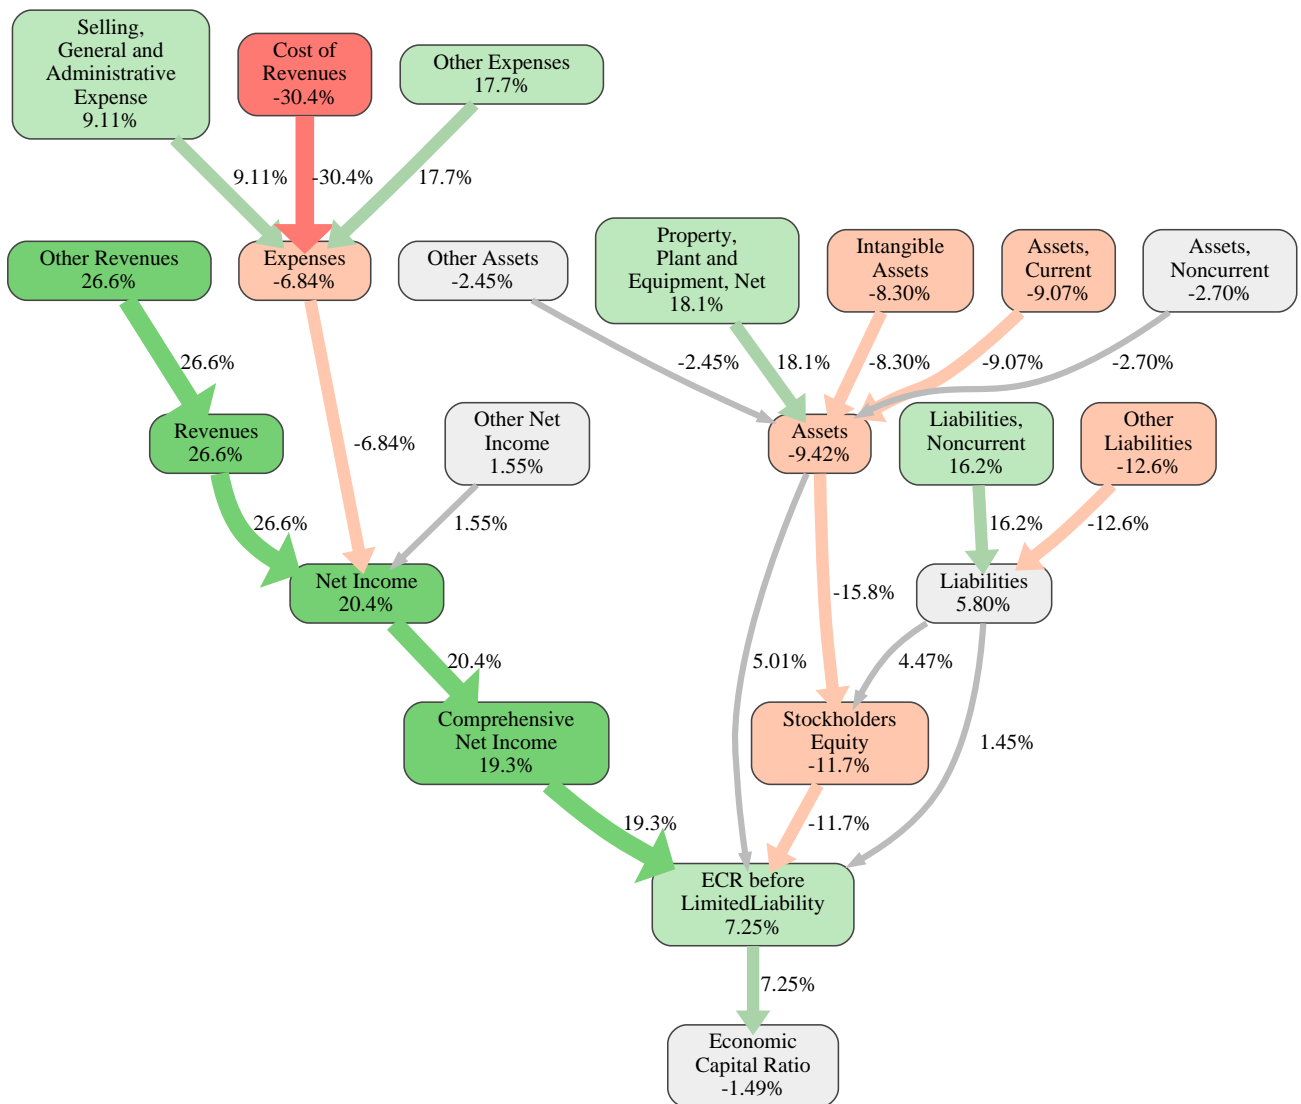 Selling,
General and
Administrative
Expense
9.11%
Cost of
Revenues
-30.4%
Other Expenses
17.7%
9.11%
-30.4%
17.7%
Other Revenues
26.6%
Expenses
-6.84%
Other Assets
-2.45%
Property,
Plant and
Equipment, Net
18.1%
Intangible
Assets
-8.30%
Assets,
Current
-9.07%
Assets,
Noncurrent
-2.70%
26.6%
-2.45%
18.1%
-8.30%
-9.07%
-2.70%
Revenues
26.6%
-6.84%
Other Net
Income
1.55%
Assets
-9.42%
Liabilities,
Noncurrent
16.2%
Other
Liabilities
-12.6%
26.6%
1.55%
16.2%
-12.6%
Net Income
20.4%
-15.8%
Liabilities
5.80%
20.4%
5.01%
4.47%
Comprehensive
Net Income
19.3%
Stockholders
Equity
-11.7%
1.45%
19.3%
-11.7%
ECR before
LimitedLiability
7.25%
7.25%
Economic
Capital Ratio
-1.49%